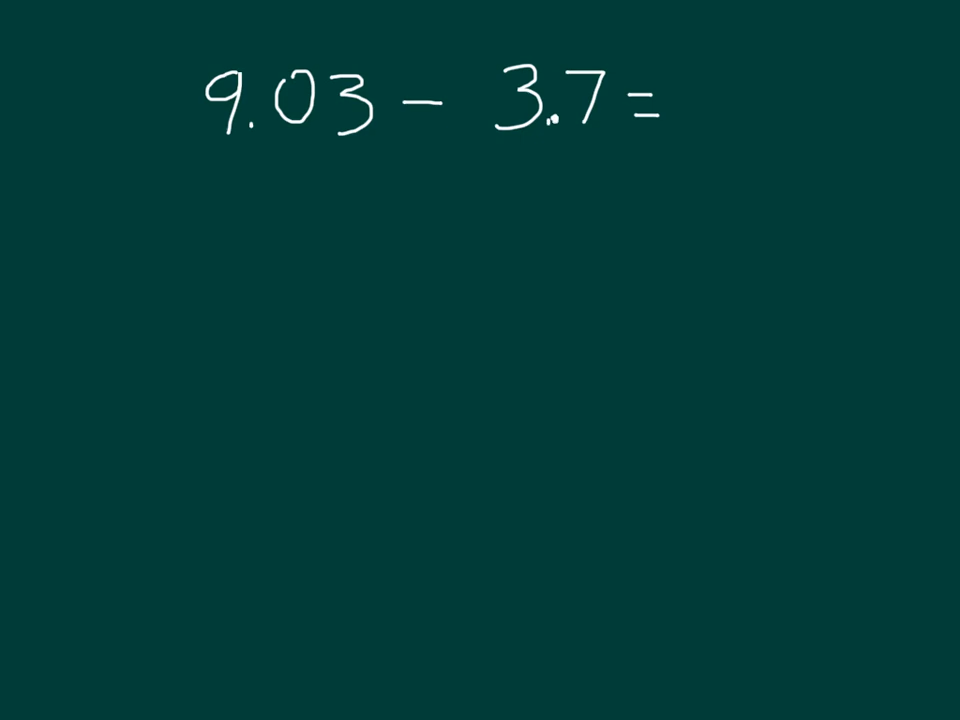 9.03 - 3.7 =